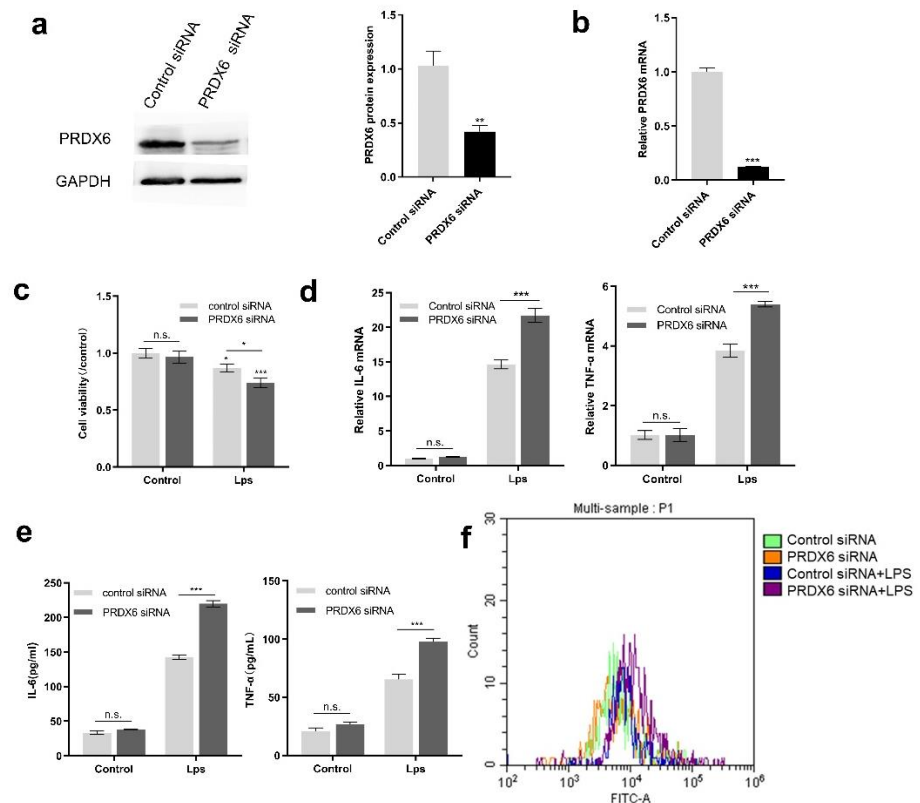 a
Control siRNA
PRDX6 siRNA
PRDX6
GAPDH
PRDX6 protein expression
1.5
1.0
0.5
0.0
**
Control siRNA
PRDX6 siRNA
b
Relative PRDX6 mRNA
1.5
1.0
0.5
0.0
***
Control siRNA
PRDX6 siRNA
c
Cell viability(/control)
1.5
1.0
0.5
0.0
control siRNA
PRDX6 siRNA
n.s.
*
*
***
Control
Lps
d
Relative IL-6 mRNA
25
20
15
10
5
0
Control siRNA
PRDX6 siRNA
n.s.
***
Control
Lps
Relative TNF-α mRNA
6
4
2
0
Control siRNA
PRDX6 siRNA
n.s.
***
Control
Lps
e
IL-6(pg/ml)
250
200
150
100
50
0
control siRNA
PRDX6 siRNA
n.s.
***
Control
Lps
TNF-α(pg/mL)
150
100
50
0
control siRNA
PRDX6 siRNA
n.s.
***
Control
Lps
f
Multi-sample : P1
Count
30
20
10
0
10² 10³ 10⁴ 10⁵ 10⁶
FITC-A
Control siRNA
PRDX6 siRNA
Control siRNA+LPS
PRDX6 siRNA+LPS